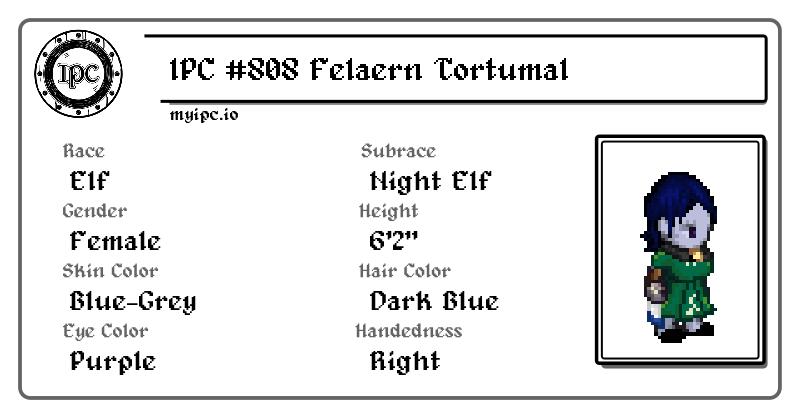 IPC
IPC #808 Felaern Tortumal
myipc.io
Race
Elf
Subrace
Night Elf
Gender
Female
Height
6'2"
Skin Color
Blue-Grey
Hair Color
Dark Blue
Eye Color
Purple
Handedness
Right